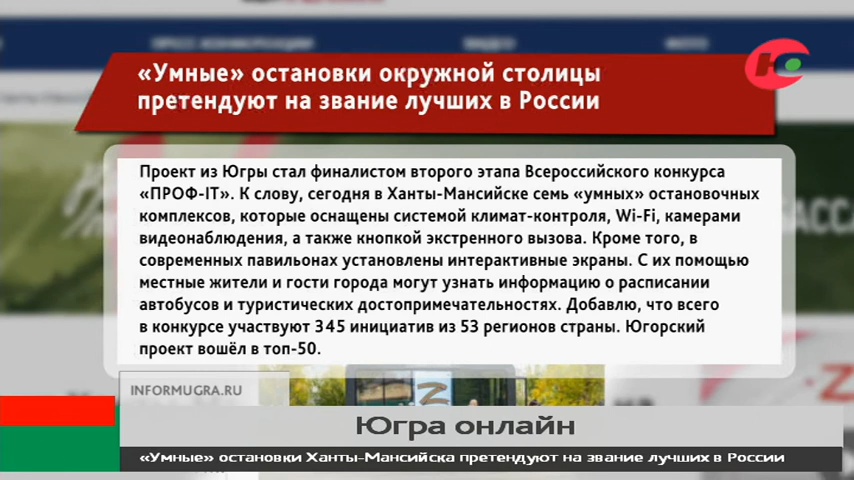 ПРЕСС-КОНФЕРЕНЦИИ
ВИДЕО
ФОТО
«Умные» остановки окружной столицы
претендуют на звание лучших в России
Проект из Югры стал финалистом второго этапа Всероссийского конкурса
«ПРОФ-IT». К слову, сегодня в Ханты-Мансийске семь «умных» остановочных
комплексов, которые оснащены системой климат-контроля, Wi-Fi, камерами
видеонаблюдения, а также кнопкой экстренного вызова. Кроме того, в
современных павильонах установлены интерактивные экраны. С их помощью
местные жители и гости города могут узнать информацию о расписании
автобусов и туристических достопримечательностях. Добавлю, что всего
в конкурсе участвуют 345 инициатив из 53 регионов страны. Югорский
проект вошёл в топ-50.
INFORMUGRA.RU
Z
Z
Югра онлайн
«Умные» остановки Ханты-Мансийска претендуют на звание лучших в России